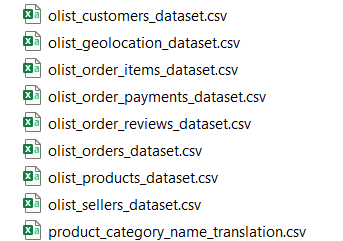 olist_customers_dataset.csv
olist_geolocation_dataset.csv
olist_order_items_dataset.csv
olist_order_payments_dataset.csv
olist_order_reviews_dataset.csv
olist_orders_dataset.csv
olist_products_dataset.csv
olist_sellers_dataset.csv
product_category_name_translation.csv